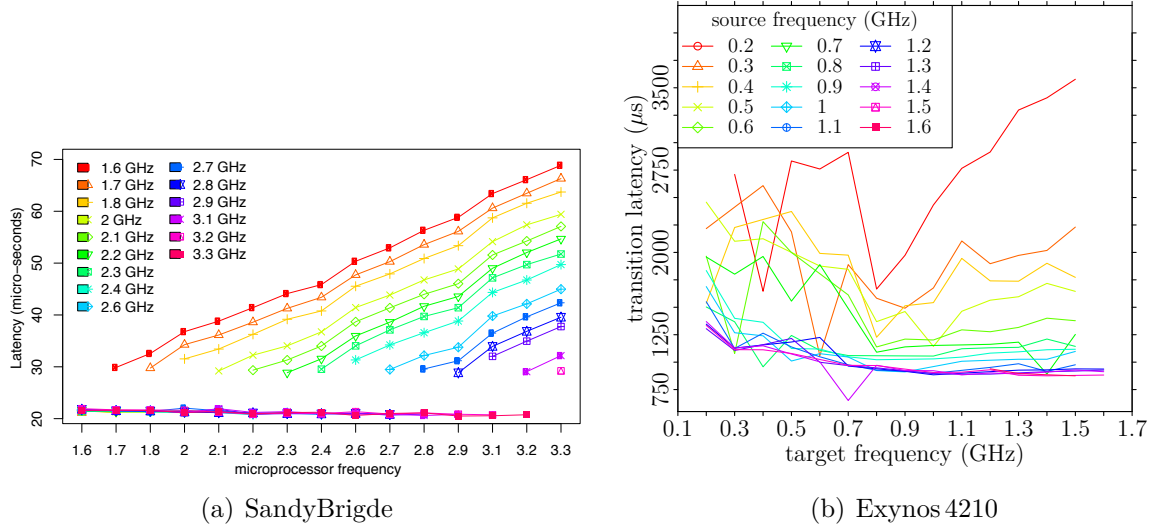 70
60
50
40
30
20
Latency (micro-seconds)
1.6 GHz
1.7 GHz
1.8 GHz
2 GHz
2.1 GHz
2.2 GHz
2.3 GHz
2.4 GHz
2.6 GHz
2.7 GHz
2.8 GHz
2.9 GHz
3.1 GHz
3.2 GHz
3.3 GHz
1.6 1.7 1.8 2 2.1 2.2 2.3 2.4 2.6 2.7 2.8 2.9 3.1 3.2 3.3
microprocessor frequency
(a) SandyBrigde
source frequency (GHz)
0.2 0.7 1.2
0.3 0.8 1.3
0.4 0.9 1.4
0.5 1 1.5
0.6 1.1 1.6
3500
2750
2000
1250
750
transition latency (μs)
0.1 0.3 0.5 0.7 0.9 1.1 1.3 1.5 1.7
target frequency (GHz)
(b) Exynos 4210